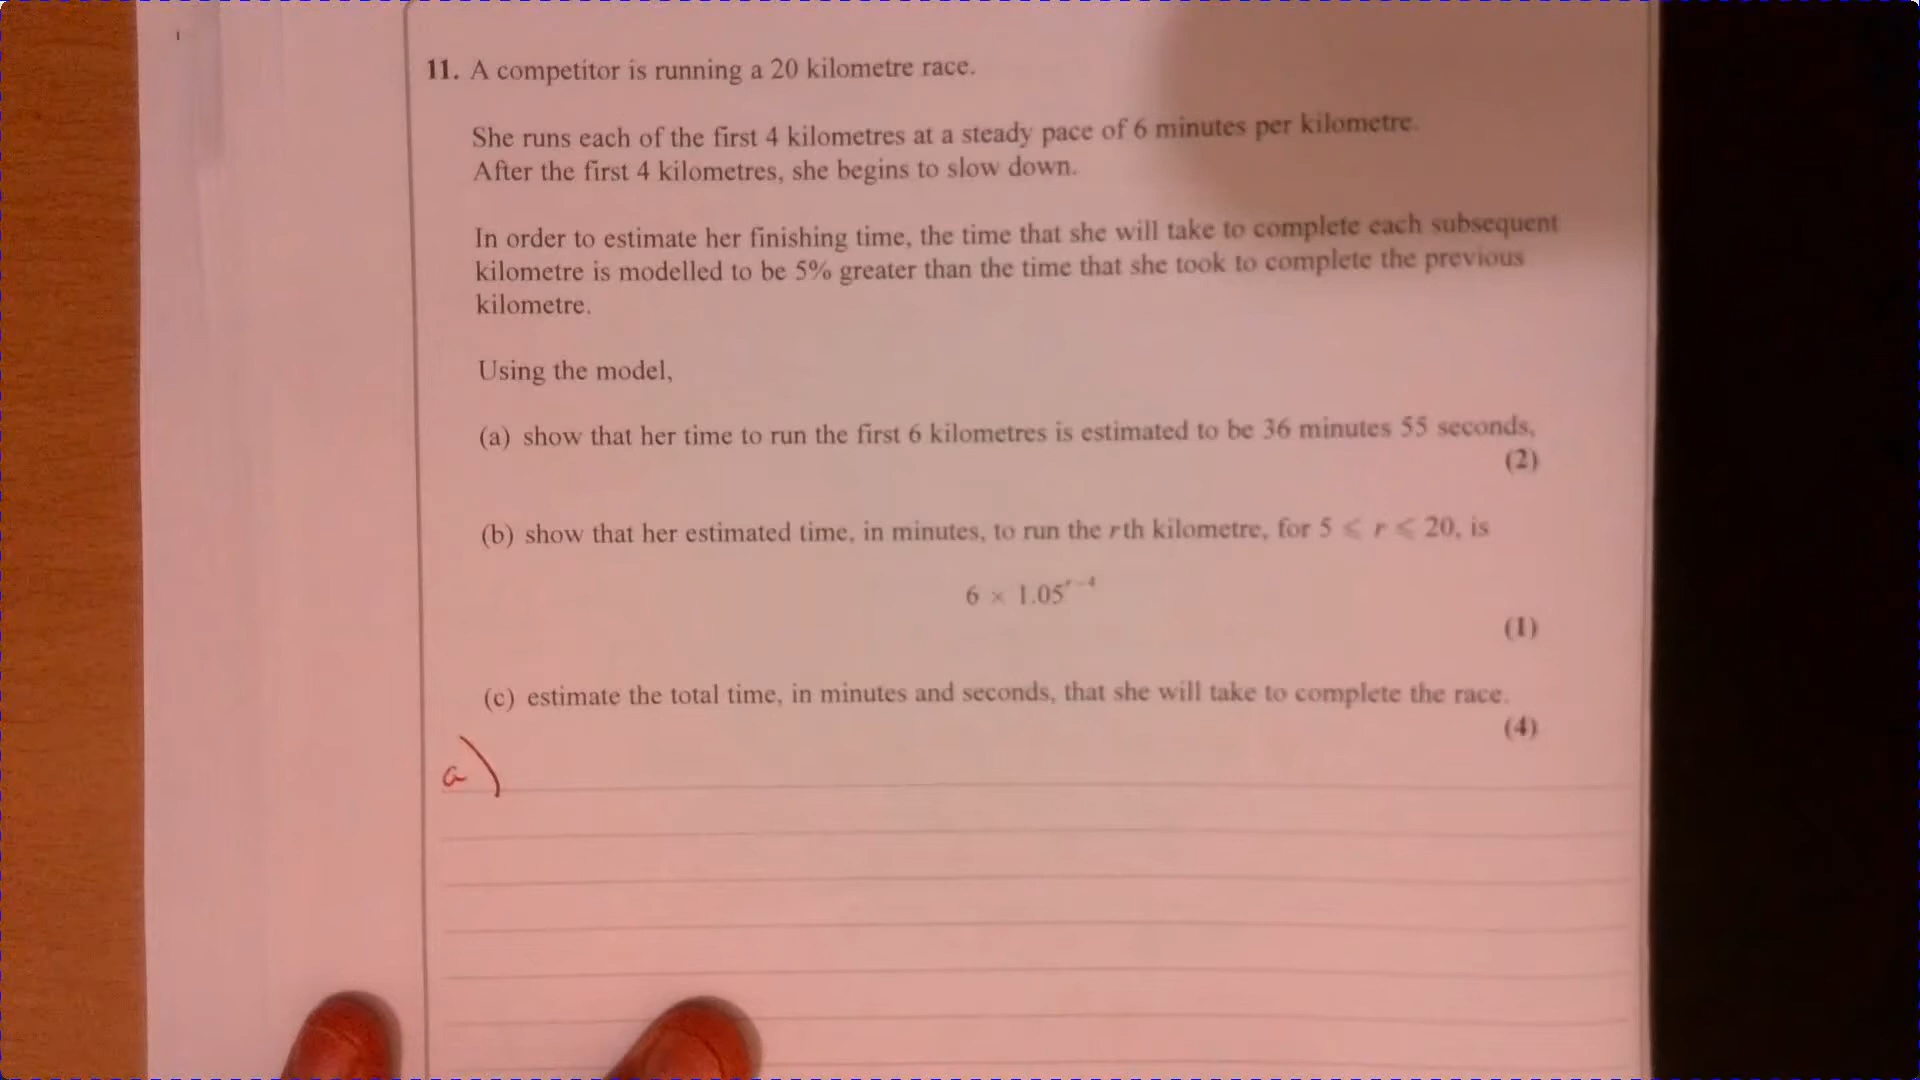 11. A competitor is running a 20 kilometre race.
She runs each of the first 4 kilometres at a steady pace of 6 minutes per kilometre.
After the first 4 kilometres, she begins to slow down.
In order to estimate her finishing time, the time that she will take to complete each subsequent
kilometre is modelled to be 5% greater than the time that she took to complete the previous
kilometre.
Using the model,
(a) show that her time to run the first 6 kilometres is estimated to be 36 minutes 55 seconds,
(2)
(b) show that her estimated time, in minutes, to run the rth kilometre, for 5 ⩽ r ⩽ 20, is
6 × 1.05^{r−4}
(1)
(c) estimate the total time, in minutes and seconds, that she will take to complete the race.
(4)
a)